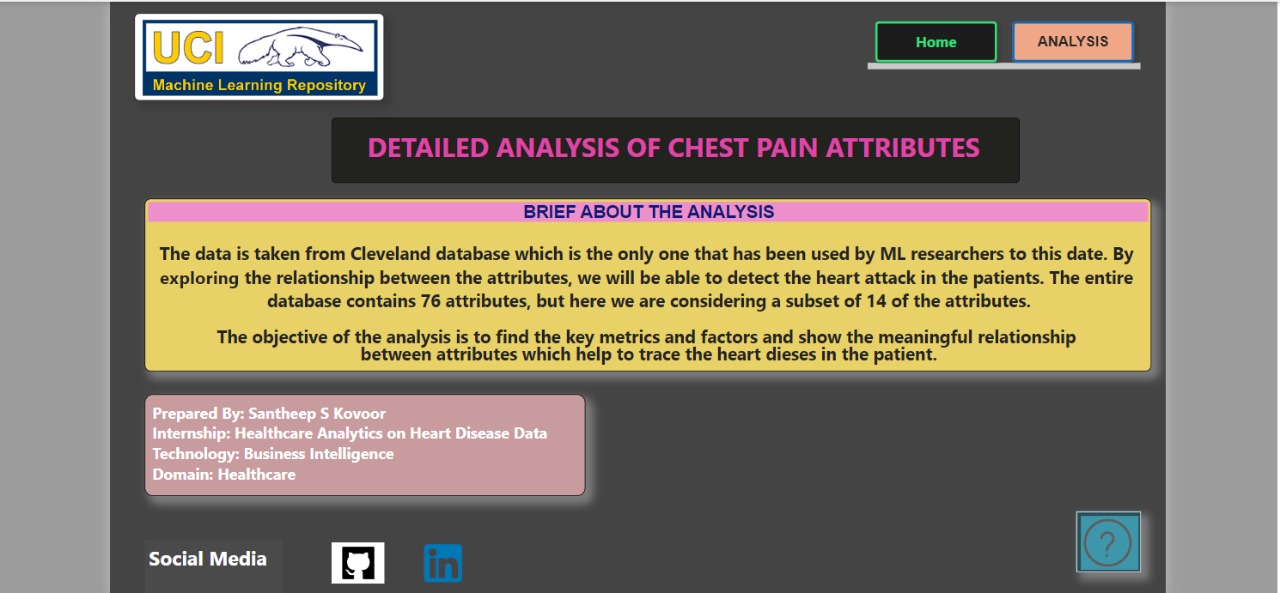 UCI
Machine Learning Repository
Home
ANALYSIS
DETAILED ANALYSIS OF CHEST PAIN ATTRIBUTES
BRIEF ABOUT THE ANALYSIS
The data is taken from Cleveland database which is the only one that has been used by ML researchers to this date. By
exploring the relationship between the attributes, we will be able to detect the heart attack in the patients. The entire
database contains 76 attributes, but here we are considering a subset of 14 of the attributes.
The objective of the analysis is to find the key metrics and factors and show the meaningful relationship
between attributes which help to trace the heart dieses in the patient.
Prepared By: Santheep S Kovoor
Internship: Healthcare Analytics on Heart Disease Data
Technology: Business Intelligence
Domain: Healthcare
Social Media
in
?